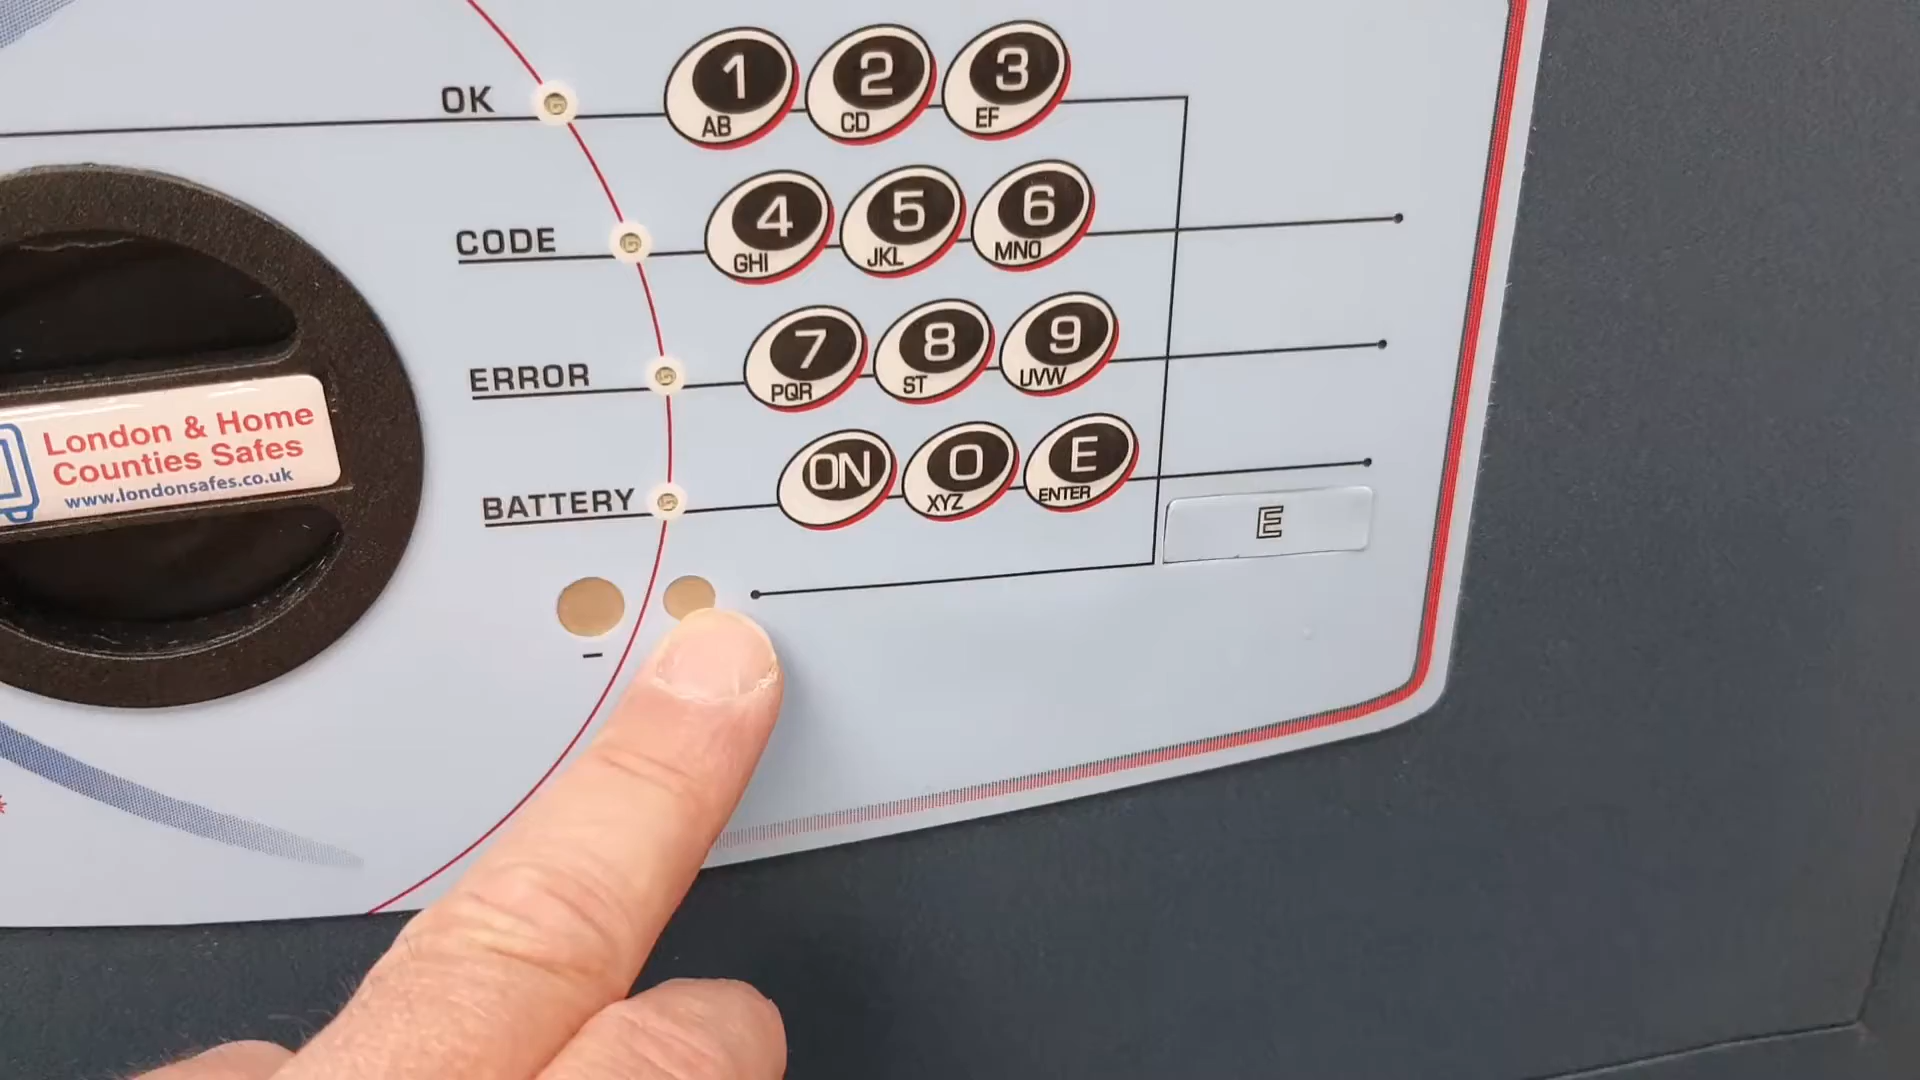 OK
1 2 3
AB CD EF
CODE
4 5 6
GHI JKL MNO
ERROR
7 8 9
PQR ST UVW
BATTERY
ON 0 E
XYZ ENTER
E
-
London & Home
Counties Safes
www.londonsafes.co.uk